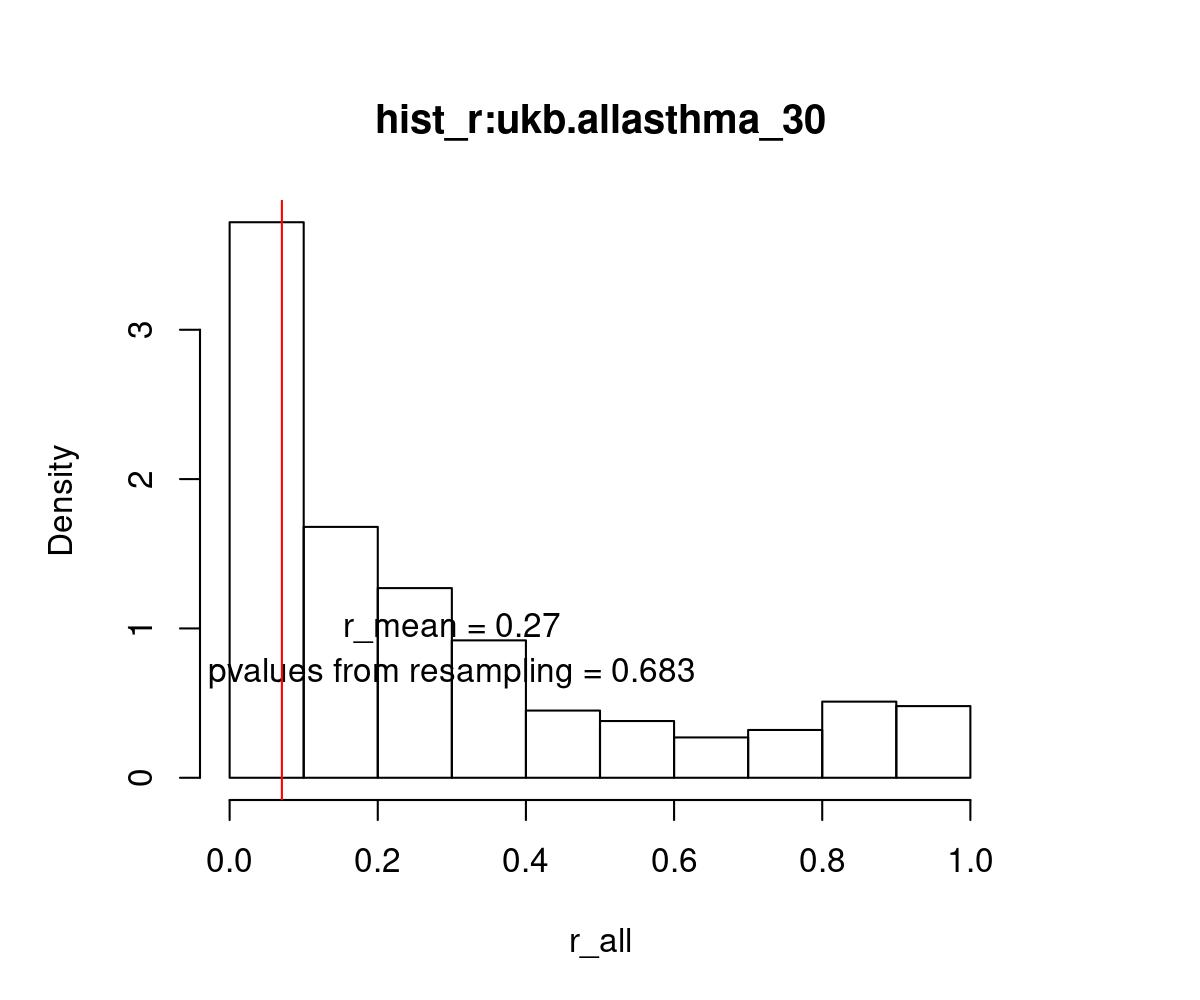 hist_r:ukb.allasthma_30
Density
3
2
1
0
r_mean = 0.27
pvalues from resampling = 0.683
0.0 0.2 0.4 0.6 0.8 1.0
r_all